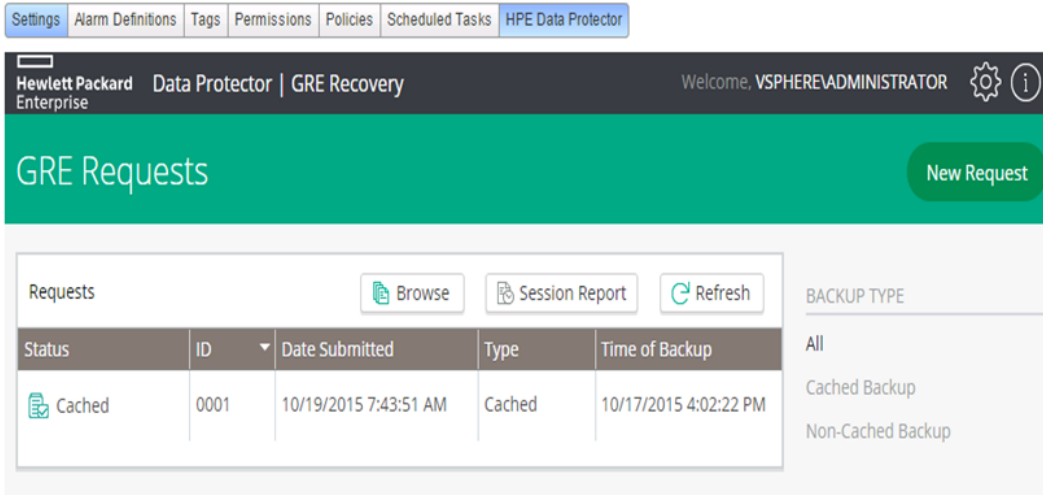 Settings Alarm Definitions Tags Permissions Policies Scheduled Tasks HPE Data Protector
Hewlett Packard
Enterprise
Data Protector | GRE Recovery
Welcome, VSPHERE\ADMINISTRATOR
GRE Requests
New Request
Requests
Browse
Session Report
Refresh
Status ID Date Submitted Type Time of Backup
Cached 0001 10/19/2015 7:43:51 AM Cached 10/17/2015 4:02:22 PM
BACKUP TYPE
All
Cached Backup
Non-Cached Backup